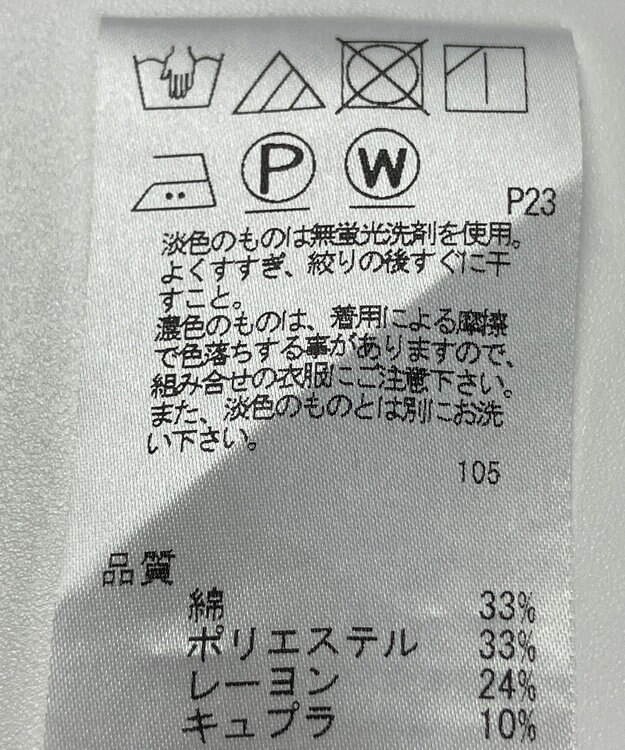 P W
P23
淡色のものは無蛍光洗剤を使用。
よくすすぎ、絞りの後すぐに干
すこと。
濃色のものは、着用による摩擦
で色落ちする事がありますので、
組み合せの衣服にご注意下さい。
また、淡色のものとは別にお洗
い下さい。
105
品質
綿 33%
ポリエステル 33%
レーヨン 24%
キュプラ 10%